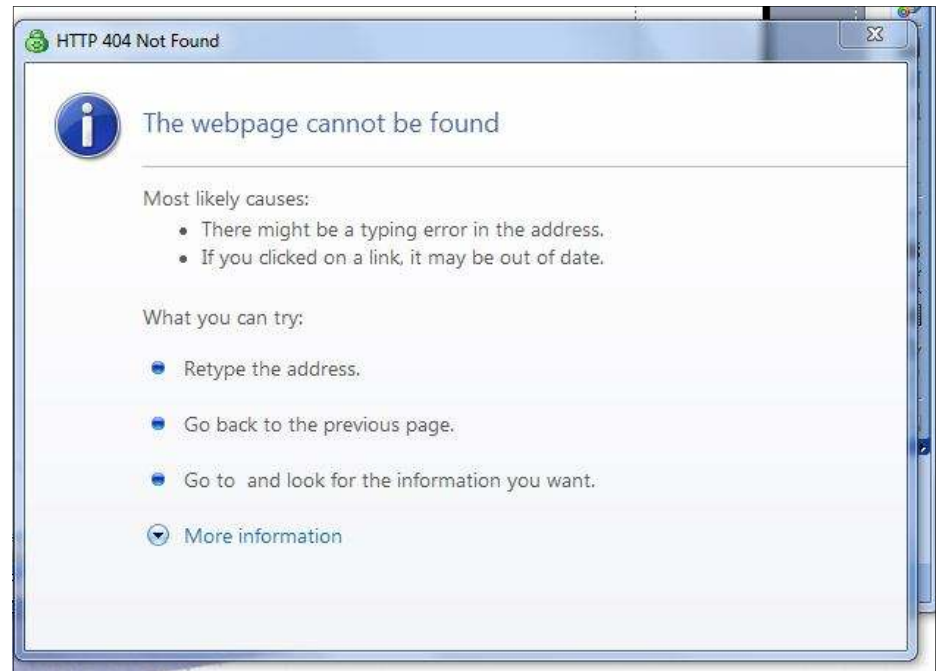 HTTP 404 Not Found
The webpage cannot be found
Most likely causes:
• There might be a typing error in the address.
• If you clicked on a link, it may be out of date.
What you can try:
Retype the address.
Go back to the previous page.
Go to  and look for the information you want.
More information